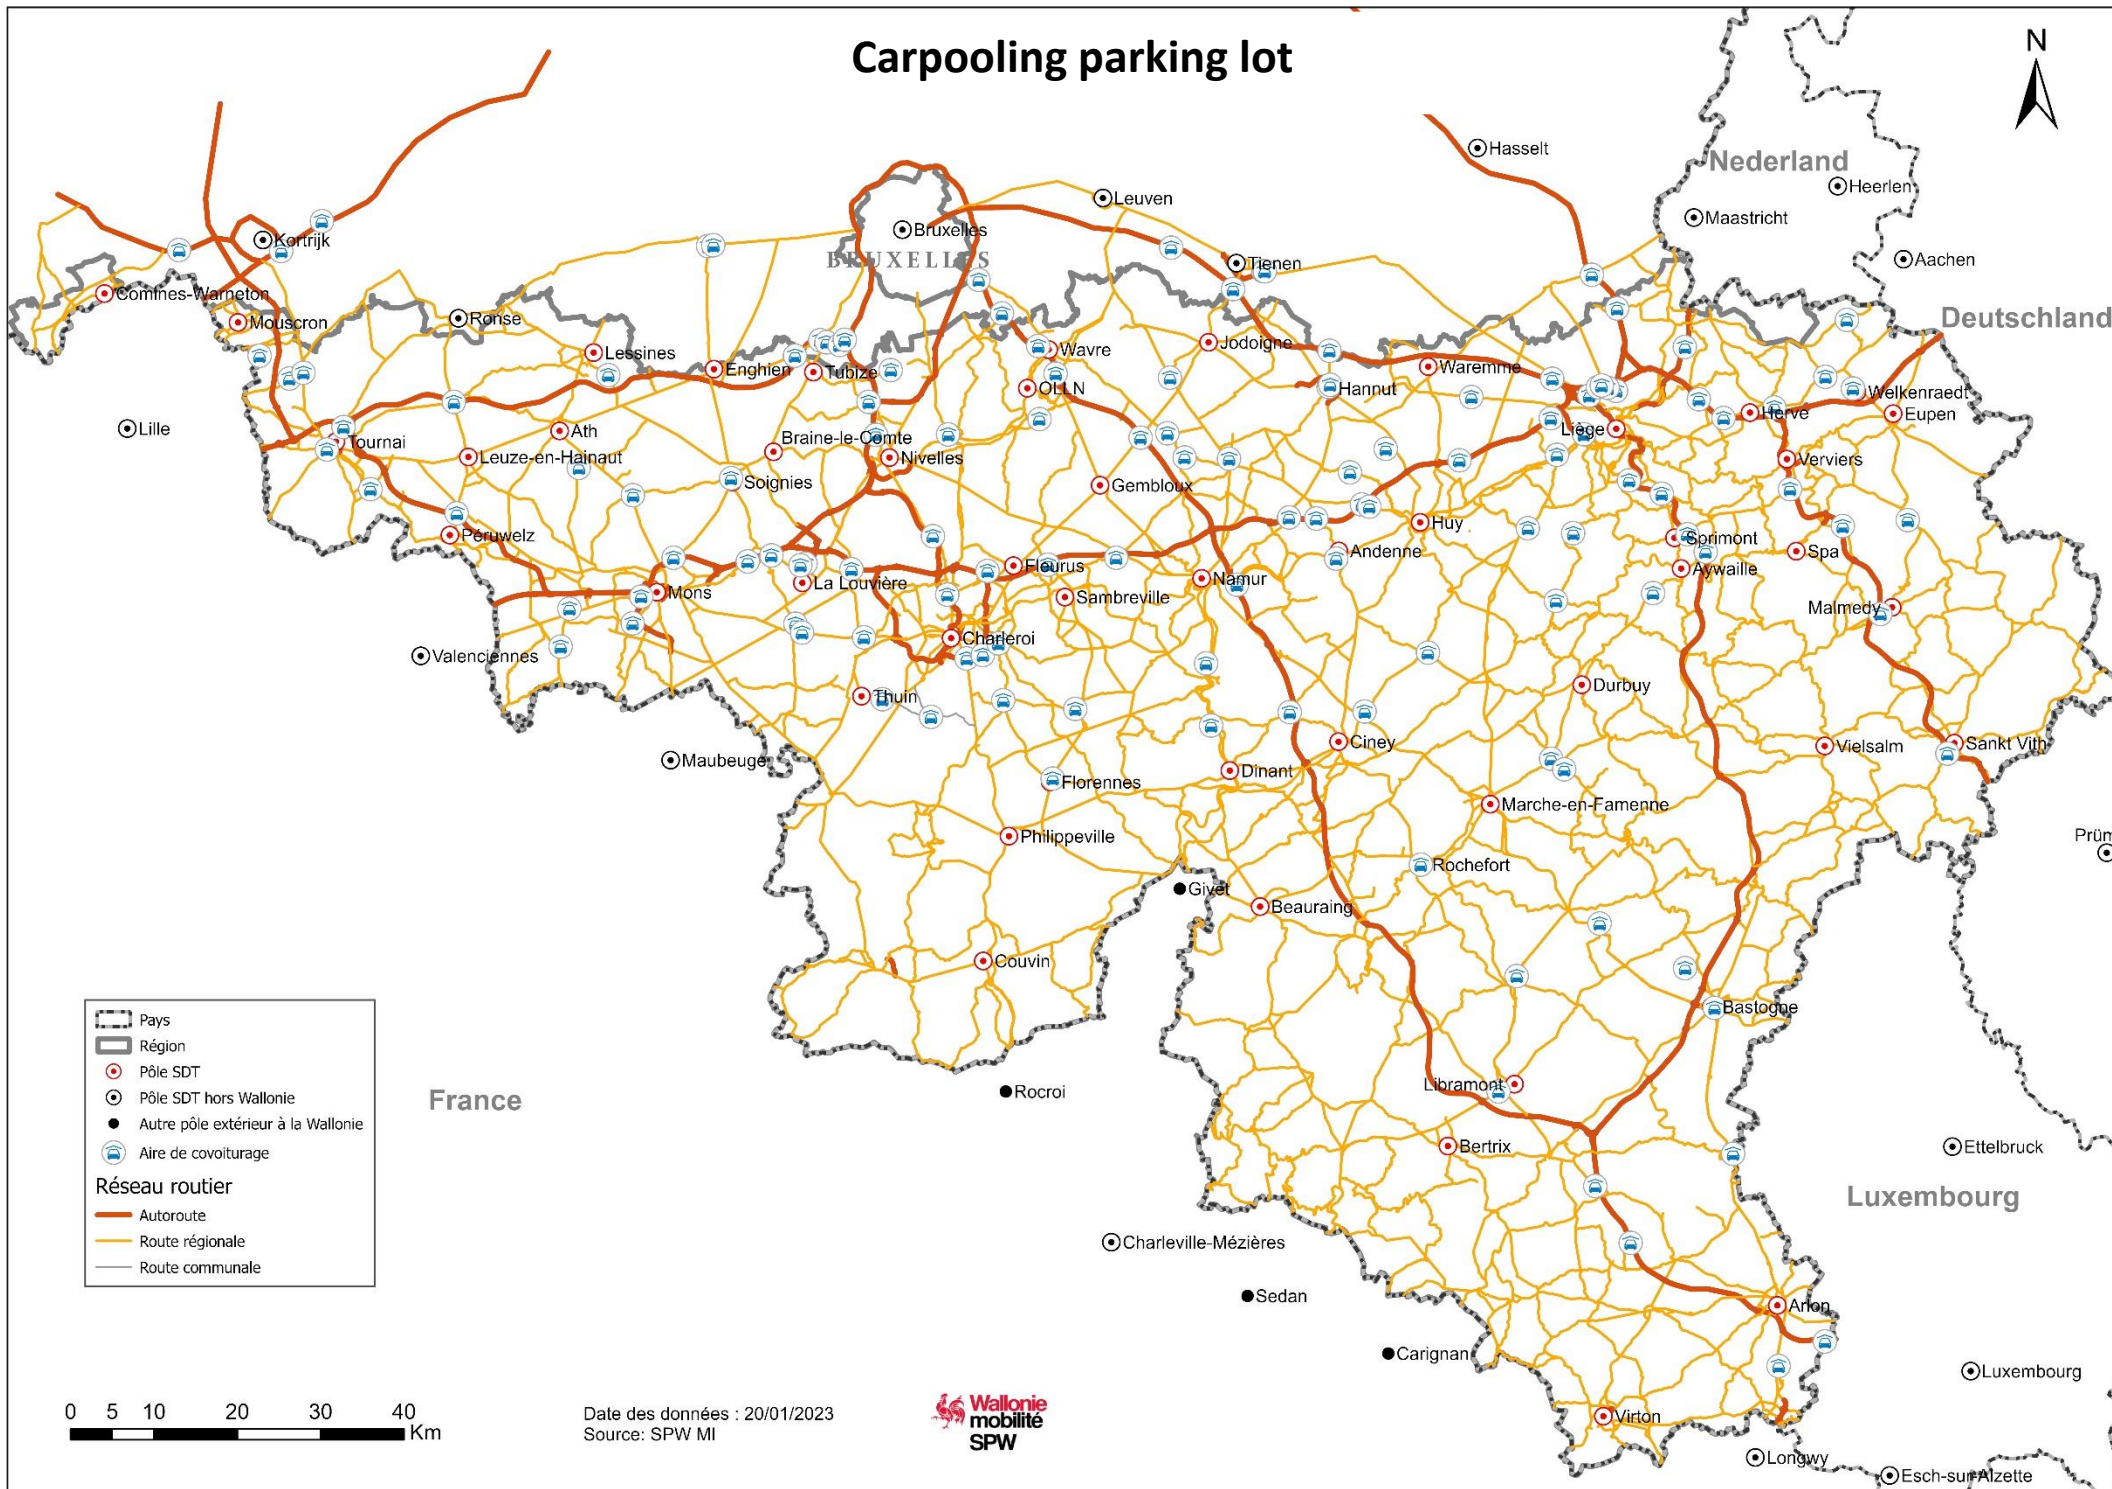 Carpooling parking lot
N
Hasselt
Nederland
Heerlen
Maastricht
Leuven
Bruxelles
BRUXELLES
Kortrijk
Tienen
Aachen
Comines-Warneton
Mouscron
Ronse
Deutschland
Lessines
Enghien
Tubize
Wavre
Jodoigne
Waremme
OLLN
Hannut
Welkenraedt
Herve
Eupen
Lille
Tournai
Ath
Braine-le-Comte
Liège
Leuze-en-Hainaut
Nivelles
Verviers
Soignies
Gembloux
Huy
Péruwelz
Sprimont
Spa
Andenne
Fleurus
Aywaille
La Louvière
Namur
Mons
Sambreville
Malmedy
Charleroi
Valenciennes
Durbuy
Thuin
Ciney
Vielsalm
Sankt Vith
Maubeuge
Dinant
Florennes
Marche-en-Famenne
Philippeville
Prüm
Rochefort
Givet
Beauraing
Couvin
Bastogne
Pays
Région
Pôle SDT
Pôle SDT hors Wallonie
Autre pôle extérieur à la Wallonie
Aire de covoiturage
Réseau routier
Autoroute
Route régionale
Route communale
France
Rocroi
Libramont
Bertrix
Ettelbruck
Luxembourg
Charleville-Mézières
Sedan
Arlon
Carignan
Luxembourg
Virton
Longwy
Esch-sur-Alzette
0 5 10 20 30 40
Km
Date des données : 20/01/2023
Source: SPW MI
Wallonie
mobilité
SPW